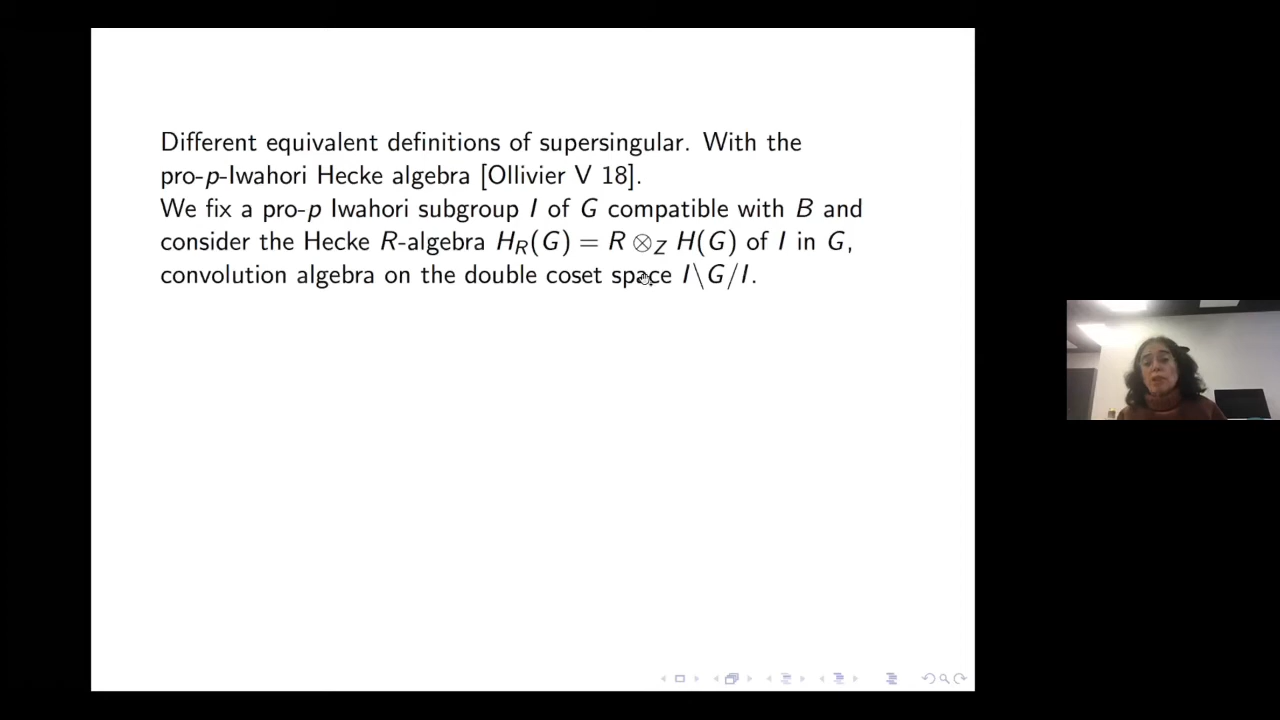 Different equivalent definitions of supersingular. With the
pro-p-Iwahori Hecke algebra [Ollivier V 18].
We fix a pro-p Iwahori subgroup I of G compatible with B and
consider the Hecke R-algebra H_R(G) = R ⊗_Z H(G) of I in G,
convolution algebra on the double coset space I\G/I.